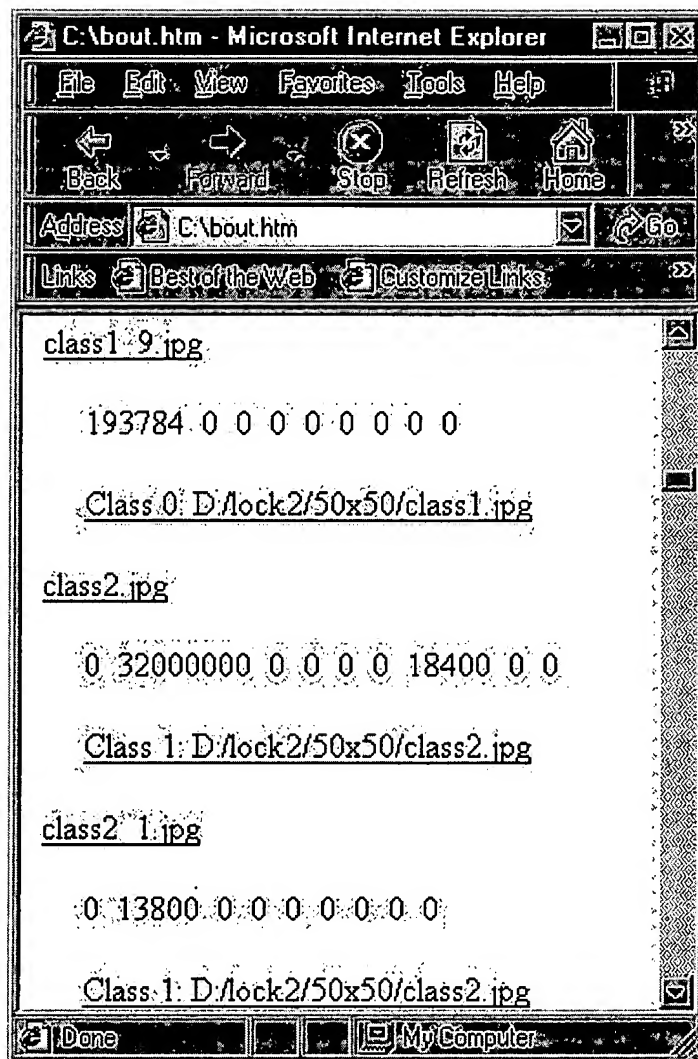 C:\bout.htm - Microsoft Internet Explorer
File Edit View Favorites Tools Help
Back Forward Stop Refresh Home
Address C:\bout.htm Go
Links Best of the Web Customize Links
class1_9.jpg
193784 0 0 0 0 0 0 0 0
Class 0: D:/lock2/50x50/class1.jpg
class2.jpg
0 32000000 0 0 0 0 18400 0 0
Class 1: D:/lock2/50x50/class2.jpg
class2_1.jpg
0 13800 0 0 0 0 0 0 0
Class 1: D:/lock2/50x50/class2.jpg
Done My Computer